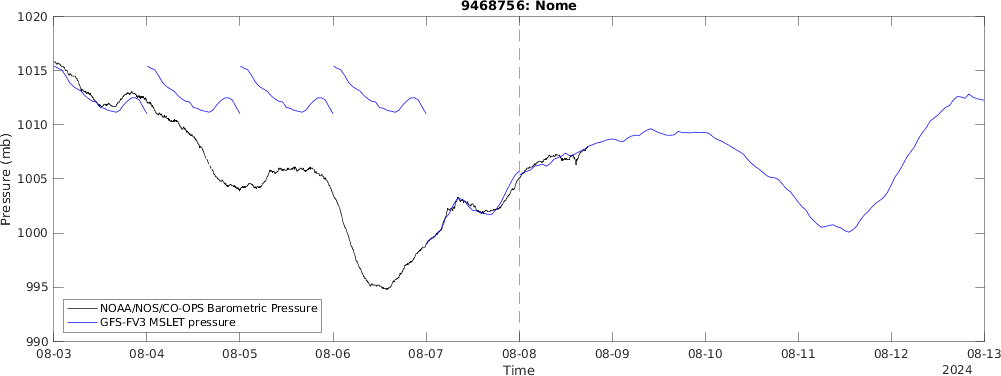 9468756: Nome
1020
1015
1010
1005
1000
995
990
Pressure (mb)
NOAA/NOS/CO-OPS Barometric Pressure
GFS-FV3 MSLET pressure
08-03 08-04 08-05 08-06 08-07 08-08 08-09 08-10 08-11 08-12 08-13
Time
2024